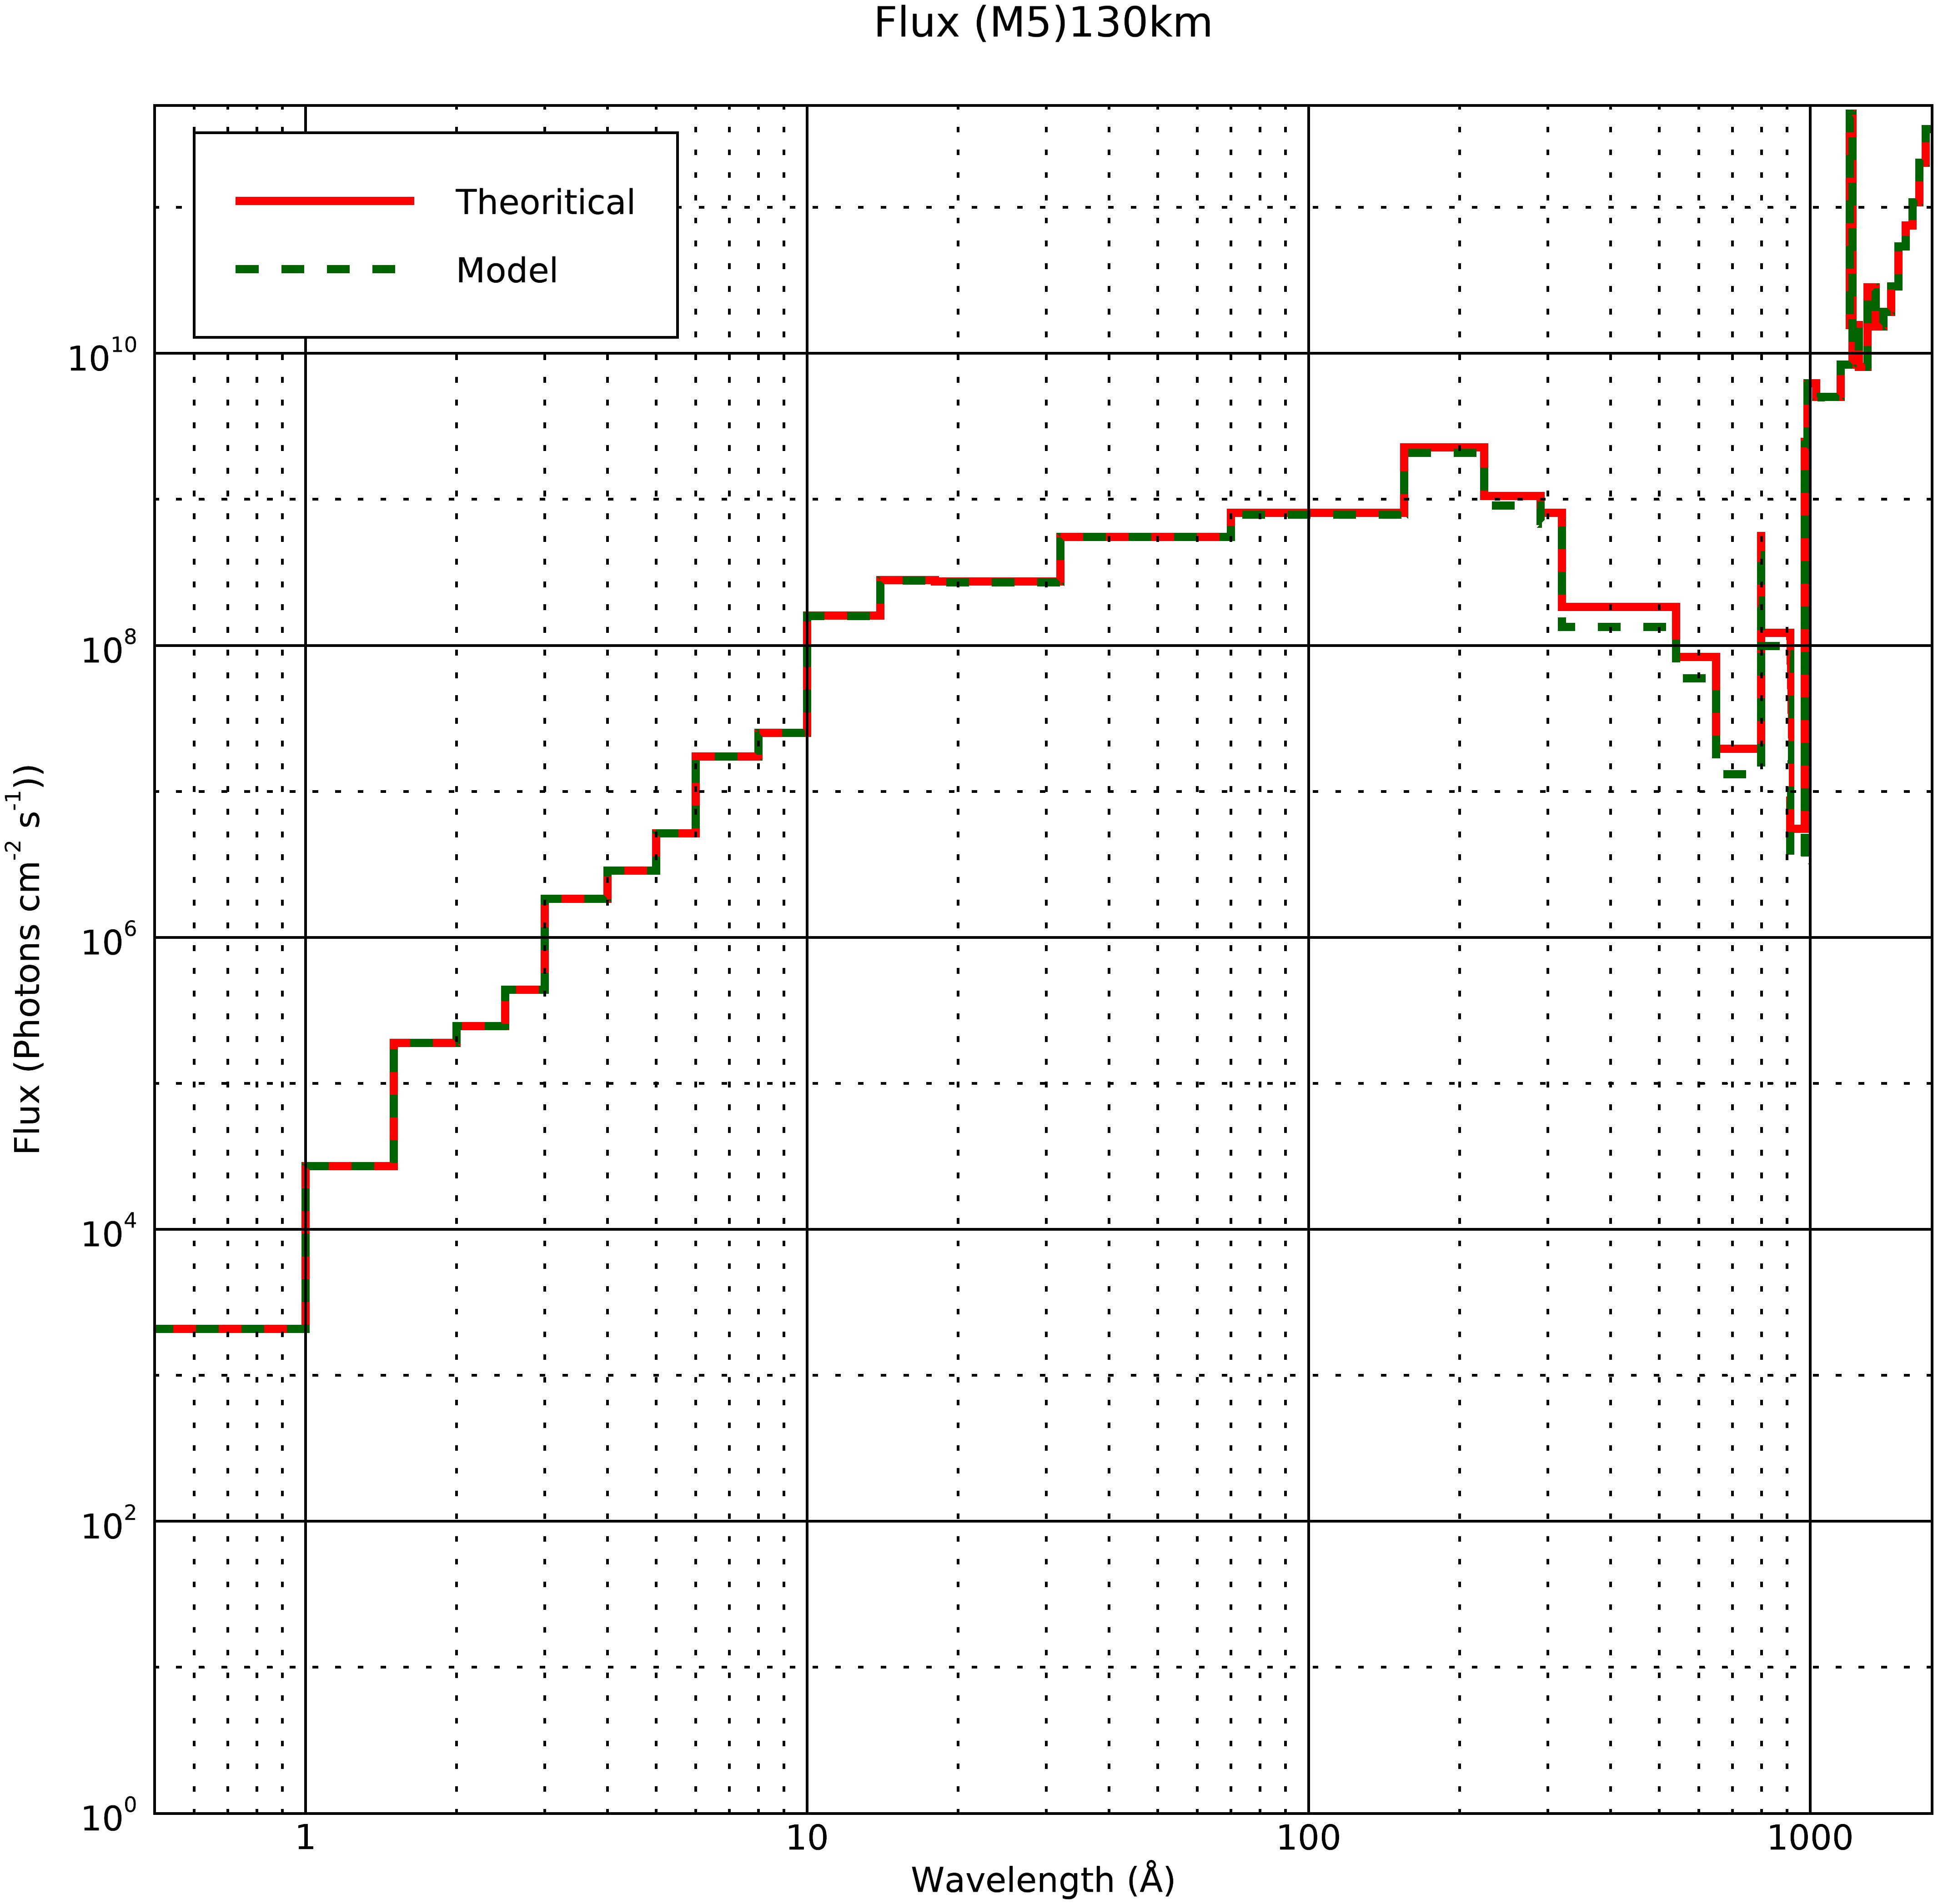 Flux (M5)130km
Theoritical
Model
10^10
10^8
10^6
10^4
10^2
10^0
Flux (Photons cm^-2 s^-1))
1 10 100 1000
Wavelength (Å)